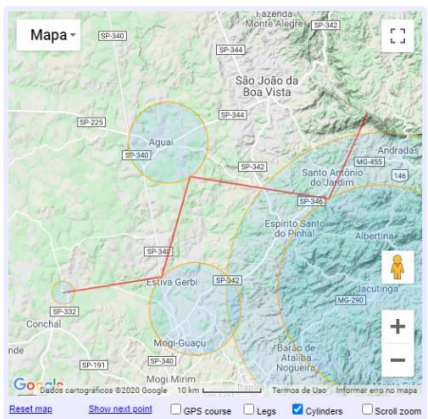 Fazenda
Monte Alegre
SP-342
Mapa
SP-340
SP-344
São João da
Boa Vista
SP-344
SP-225
Aguaí
SP-340
SP-342
Andradas
MG-455
146
Santo Antônio
do Jardim
SP-346
Espírito Santo
do Pinhal
Albertina
SP-340
Estiva Gerbi
SP-342
Jacutinga
MG-290
SP-332
Conchal
Mogi-Guaçu
Barão de
Ataliba
Nogueira
SP-340
SP-191
Mogi Mirim
Google
Dados cartográficos ©2020 Google
10 km
Termos de Uso
Informar erro no mapa
Reset map
Show next point
GPS course
Legs
Cylinders
Scroll zoom